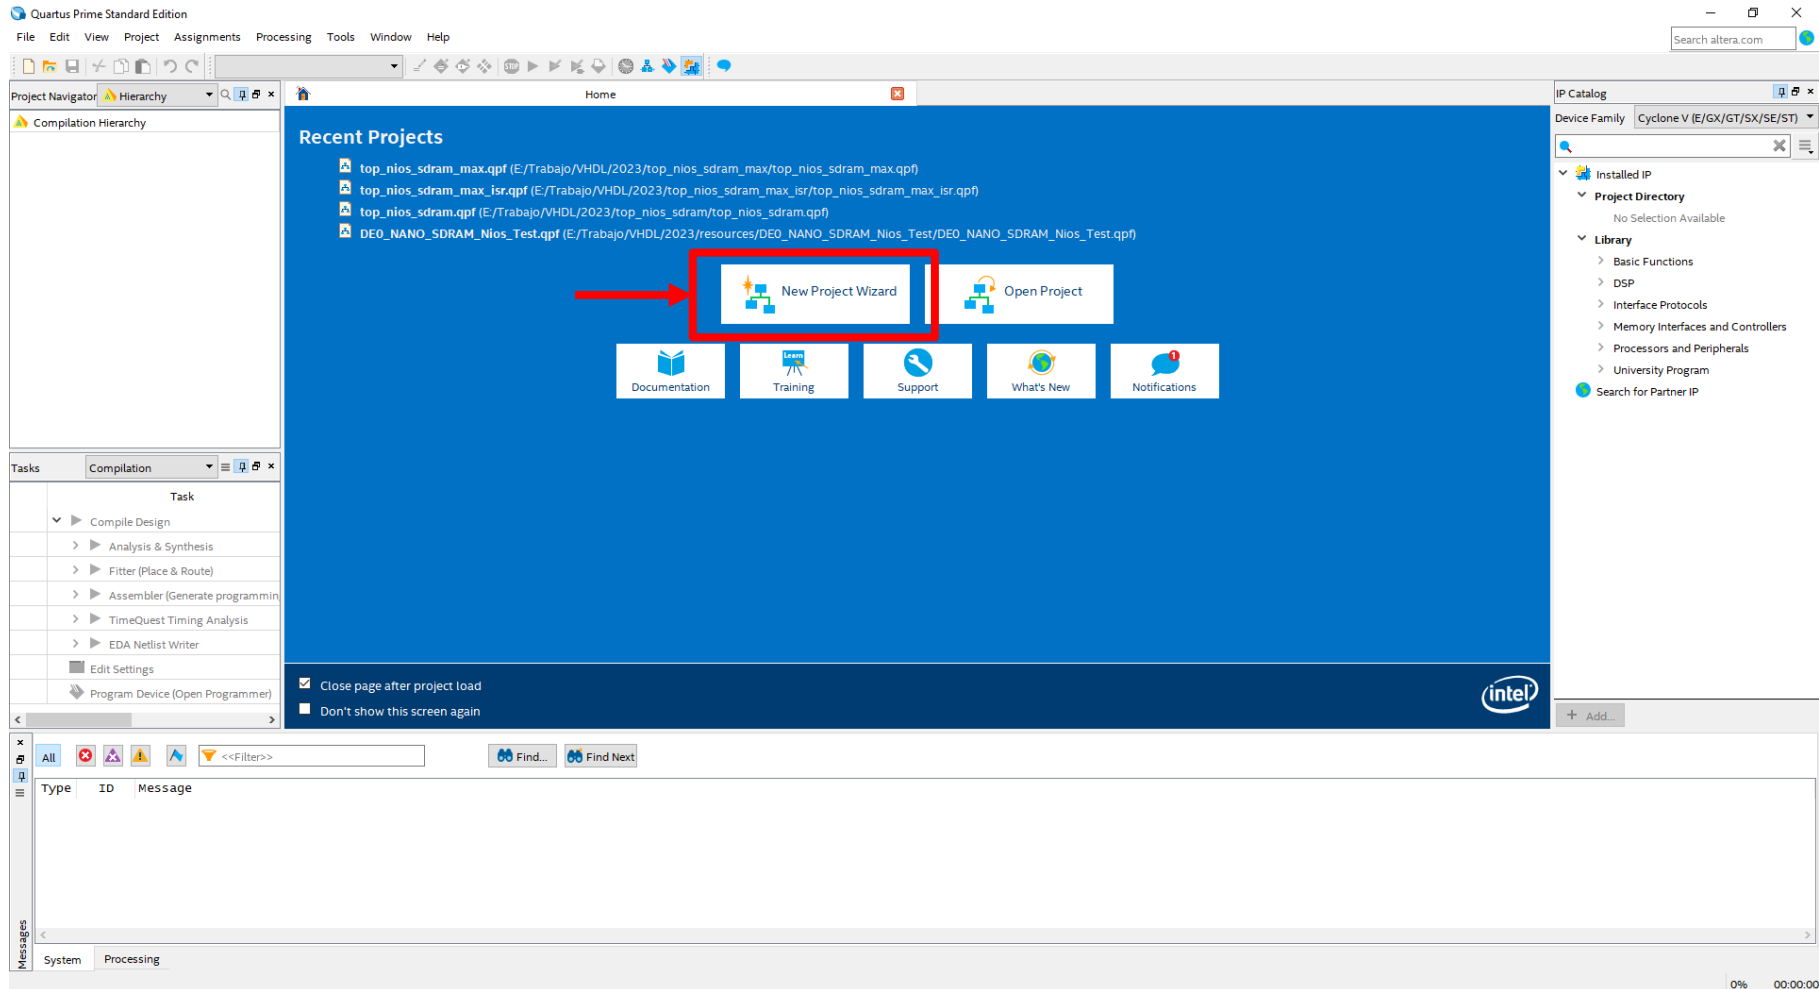 Quartus Prime Standard Edition
File Edit View Project Assignments Processing Tools Window Help
Search altera.com
Project Navigator Hierarchy
Compilation Hierarchy
Home
Recent Projects
top_nios_sdram_max.qpf (E:/Trabajo/VHDL/2023/top_nios_sdram_max/top_nios_sdram_max.qpf)
top_nios_sdram_max_isr.qpf (E:/Trabajo/VHDL/2023/top_nios_sdram_max_isr/top_nios_sdram_max_isr.qpf)
top_nios_sdram.qpf (E:/Trabajo/VHDL/2023/top_nios_sdram/top_nios_sdram.qpf)
DE0_NANO_SDRAM_Nios_Test.qpf (E:/Trabajo/VHDL/2023/resources/DE0_NANO_SDRAM_Nios_Test/DE0_NANO_SDRAM_Nios_Test.qpf)
New Project Wizard
Open Project
Documentation
Learn
Training
Support
What's New
1
Notifications
Close page after project load
Don't show this screen again
intel
IP Catalog
Device Family Cyclone V (E/GX/GT/SX/SE/ST)
Installed IP
Project Directory
No Selection Available
Library
Basic Functions
DSP
Interface Protocols
Memory Interfaces and Controllers
Processors and Peripherals
University Program
Search for Partner IP
+ Add...
Tasks Compilation
Task
Compile Design
Analysis & Synthesis
Fitter (Place & Route)
Assembler (Generate programmin
TimeQuest Timing Analysis
EDA Netlist Writer
Edit Settings
Program Device (Open Programmer)
All <<Filter>> Find... Find Next
Type ID Message
Messages
System Processing
0% 00:00:00